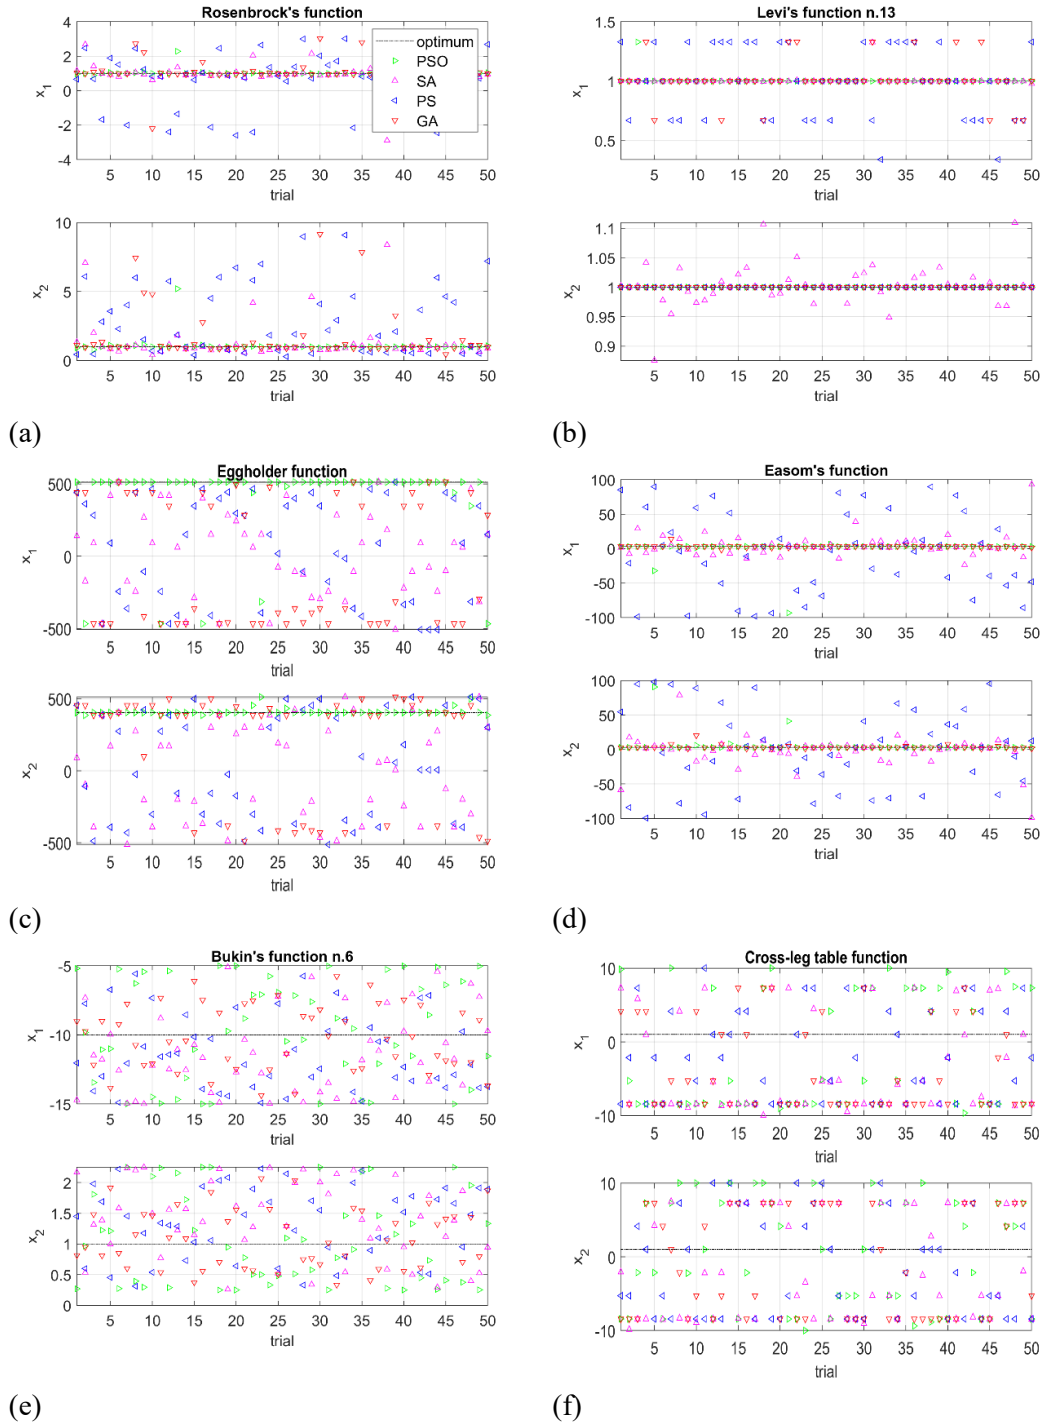 Rosenbrock's function
4
2
0
-2
-4
x1
5 10 15 20 25 30 35 40 45 50
trial
optimum
PSO
SA
PS
GA
10
5
0
x2
5 10 15 20 25 30 35 40 45 50
trial
(a)
Levi's function n.13
1.5
1
0.5
x1
5 10 15 20 25 30 35 40 45 50
trial
1.1
1.05
1
0.95
0.9
x2
5 10 15 20 25 30 35 40 45 50
trial
(b)
Eggholder function
500
0
-500
x1
5 10 15 20 25 30 35 40 45 50
trial
500
0
-500
x2
5 10 15 20 25 30 35 40 45 50
trial
(c)
Easom's function
100
50
0
-50
-100
x1
5 10 15 20 25 30 35 40 45 50
trial
100
50
0
-50
-100
x2
5 10 15 20 25 30 35 40 45 50
trial
(d)
Bukin's function n.6
-5
-10
-15
x1
5 10 15 20 25 30 35 40 45 50
trial
2
1.5
1
0.5
0
x2
5 10 15 20 25 30 35 40 45 50
trial
(e)
Cross-leg table function
10
0
-10
x1
5 10 15 20 25 30 35 40 45 50
trial
10
0
-10
x2
5 10 15 20 25 30 35 40 45 50
trial
(f)